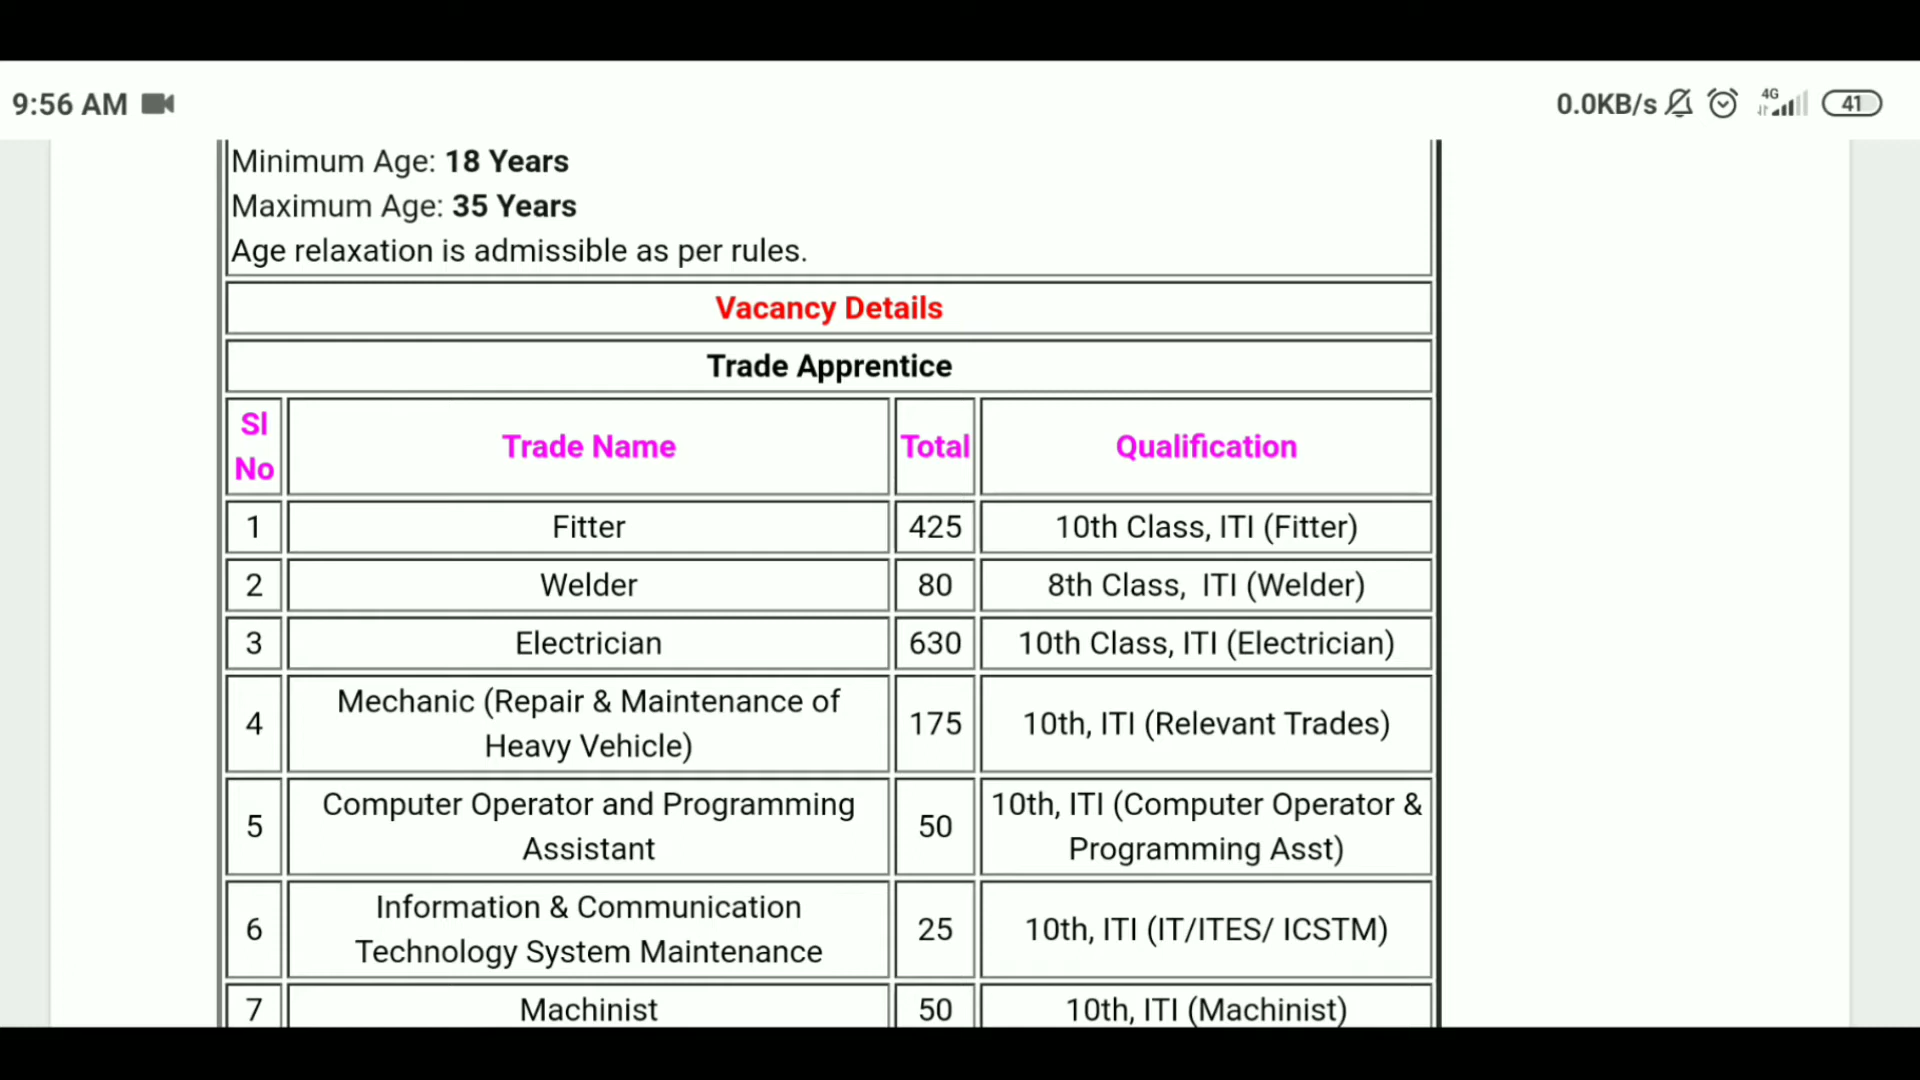 9:56 AM
0.0KB/s 4G 41
Minimum Age: 18 Years
Maximum Age: 35 Years
Age relaxation is admissible as per rules.
Vacancy Details
Trade Apprentice
Sl No Trade Name Total Qualification
1 Fitter 425 10th Class, ITI (Fitter)
2 Welder 80 8th Class, ITI (Welder)
3 Electrician 630 10th Class, ITI (Electrician)
4 Mechanic (Repair & Maintenance of
Heavy Vehicle) 175 10th, ITI (Relevant Trades)
5 Computer Operator and Programming
Assistant 50 10th, ITI (Computer Operator &
Programming Asst)
6 Information & Communication
Technology System Maintenance 25 10th, ITI (IT/ITES/ ICSTM)
7 Machinist 50 10th, ITI (Machinist)